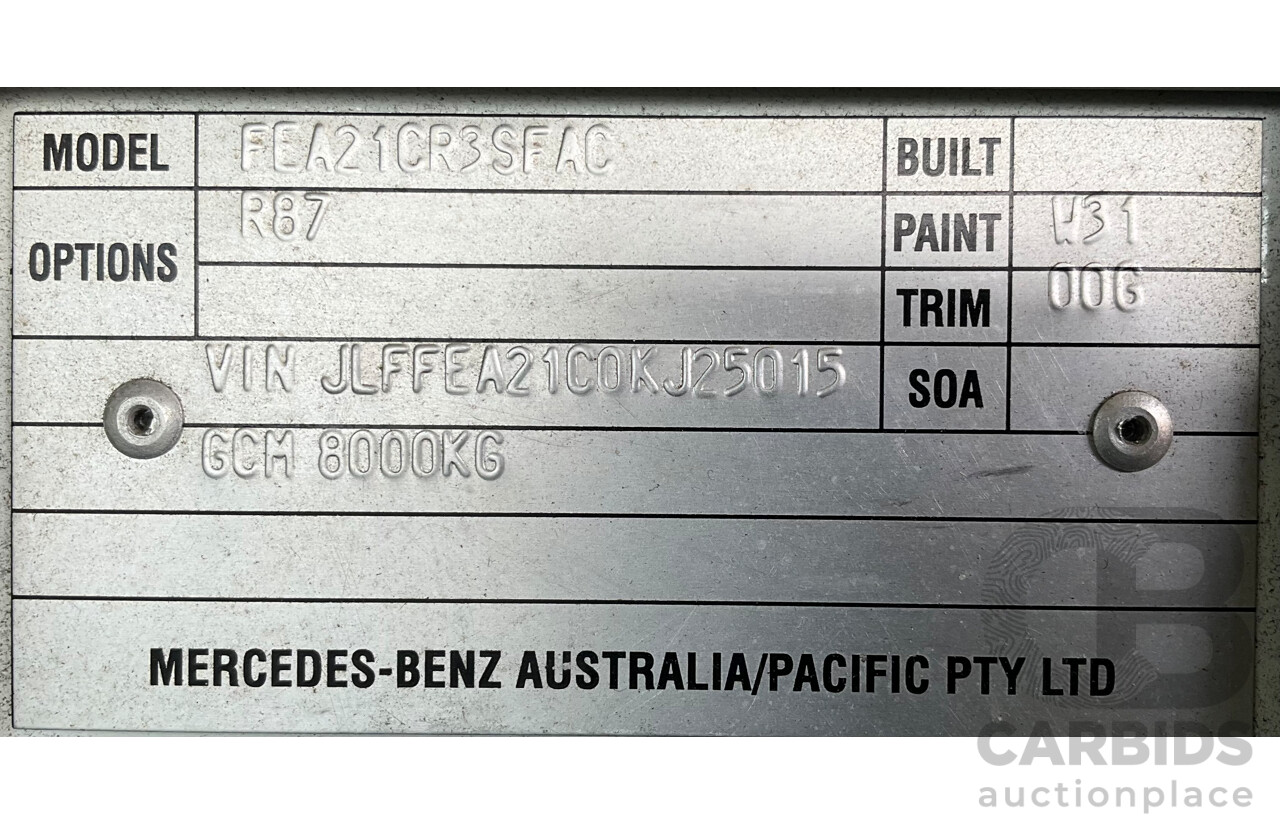 MODEL FEA21CR3SFAC BUILT
OPTIONS R87 PAINT W31
TRIM 00G
VIN JLFFEA21C0KJ25015 SOA
GCM 8000KG
MERCEDES-BENZ AUSTRALIA/PACIFIC PTY LTD
CB
CARBIDS
auctionplace